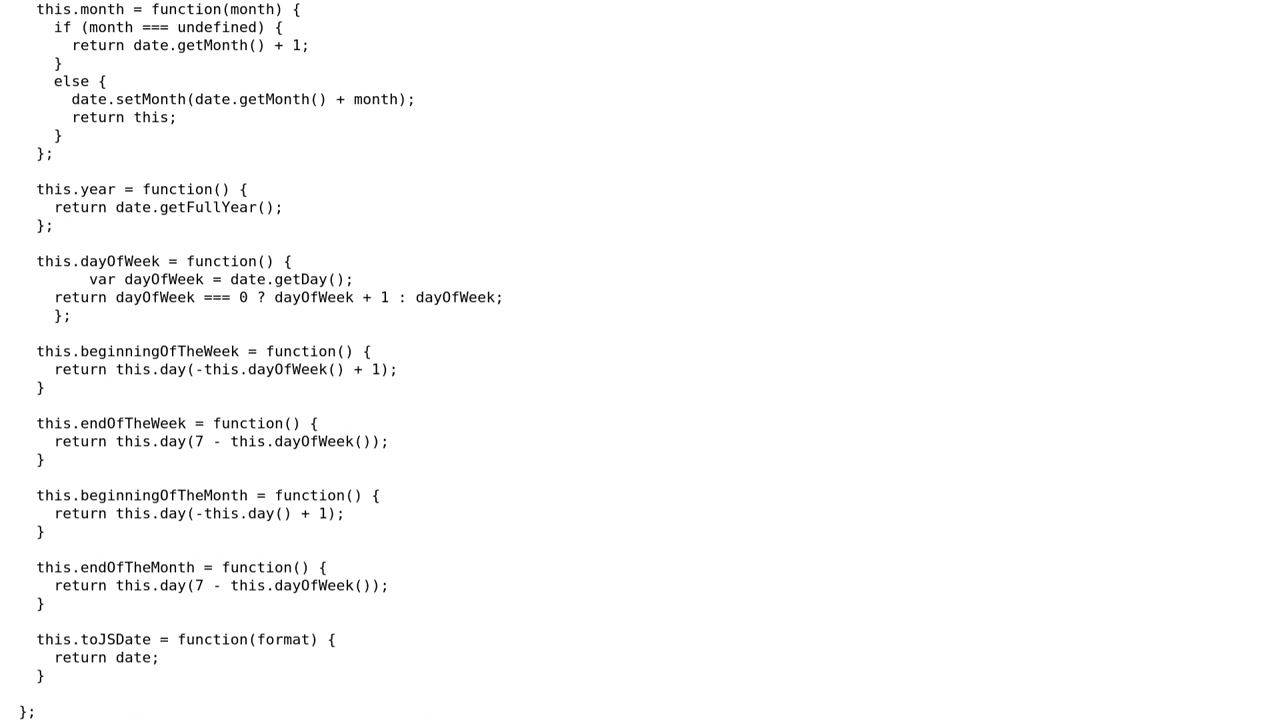 this.month = function(month) {
if (month === undefined) {
return date.getMonth() + 1;
}
else {
date.setMonth(date.getMonth() + month);
return this;
}
};
this.year = function() {
return date.getFullYear();
};
this.dayOfWeek = function() {
var dayOfWeek = date.getDay();
return dayOfWeek === 0 ? dayOfWeek + 1 : dayOfWeek;
};
this.beginningOfTheWeek = function() {
return this.day(-this.dayOfWeek() + 1);
}
this.endOfTheWeek = function() {
return this.day(7 - this.dayOfWeek());
}
this.beginningOfTheMonth = function() {
return this.day(-this.day() + 1);
}
this.endOfTheMonth = function() {
return this.day(7 - this.dayOfWeek());
}
this.toJSDate = function(format) {
return date;
}
};